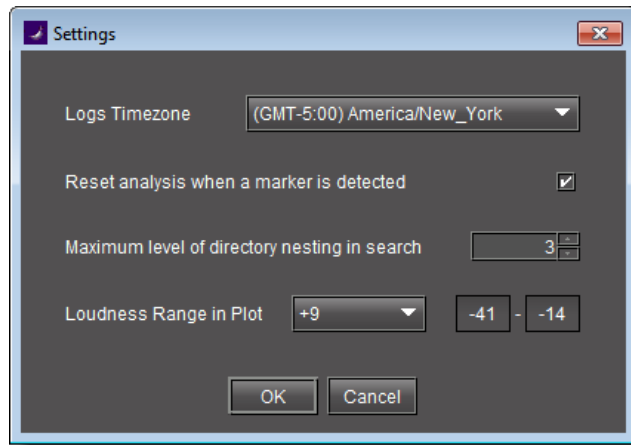 Settings
Logs Timezone (GMT-5:00) America/New_York
Reset analysis when a marker is detected
Maximum level of directory nesting in search 3
Loudness Range in Plot +9 -41 - -14
OK Cancel